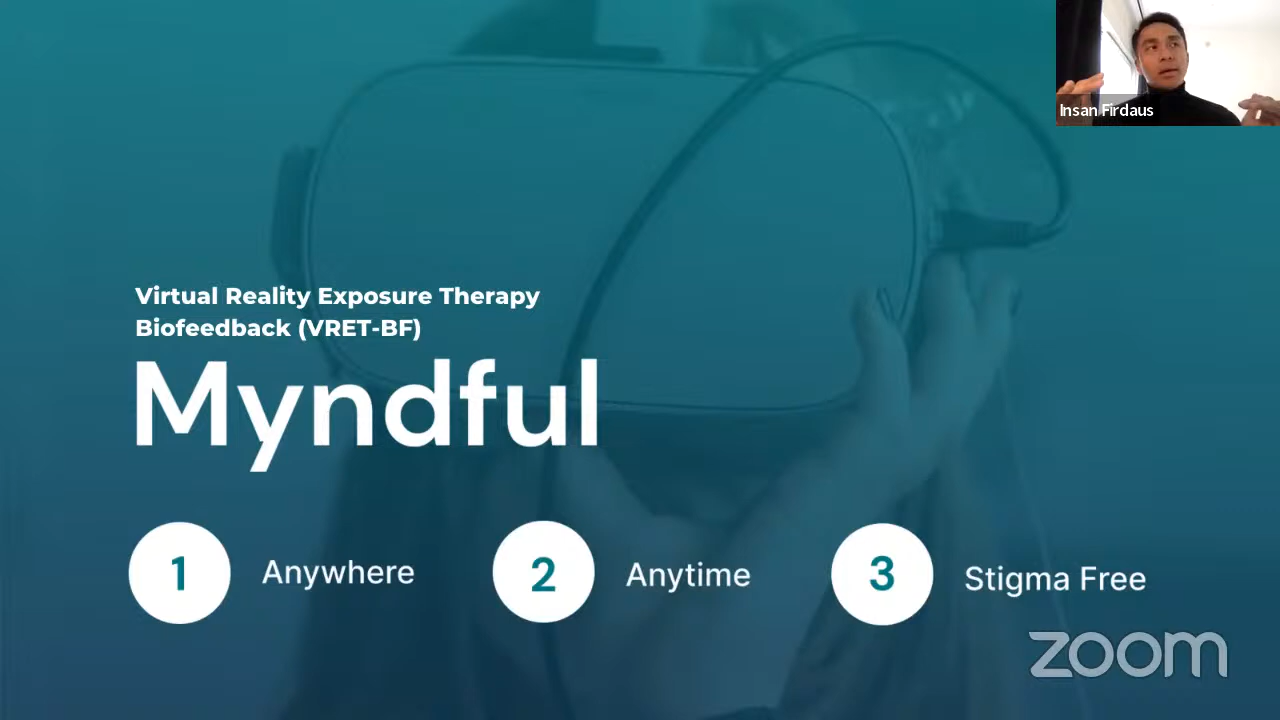 Insan Firdaus
Virtual Reality Exposure Therapy
Biofeedback (VRET-BF)
Myndful
1 Anywhere
2 Anytime
3 Stigma Free
zoom